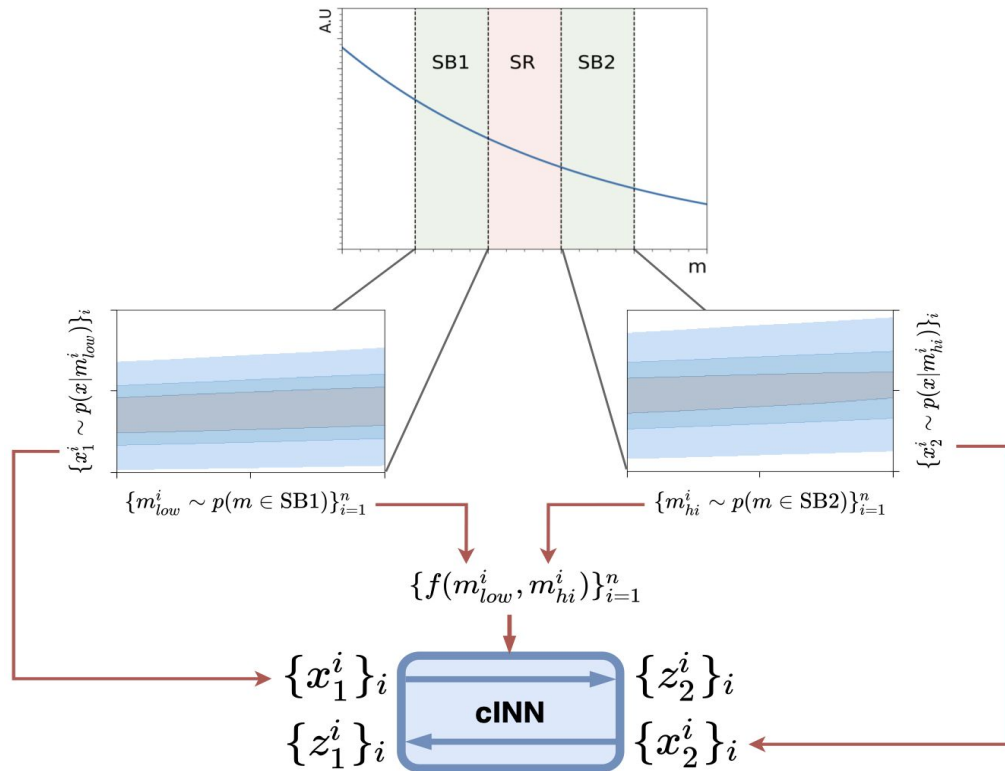 A.U
SB1 SR SB2
m
$\{x_1^i \sim p(x|m_{low}^i)\}_i$
$\{x_2^i \sim p(x|m_{hi}^i)\}_i$
$\{m_{low}^i \sim p(m \in \mathrm{SB1})\}_{i=1}^n$
$\{m_{hi}^i \sim p(m \in \mathrm{SB2})\}_{i=1}^n$
$\{f(m_{low}^i, m_{hi}^i)\}_{i=1}^n$
$\{x_1^i\}_i$ $\{z_2^i\}_i$
cINN
$\{z_1^i\}_i$ $\{x_2^i\}_i$